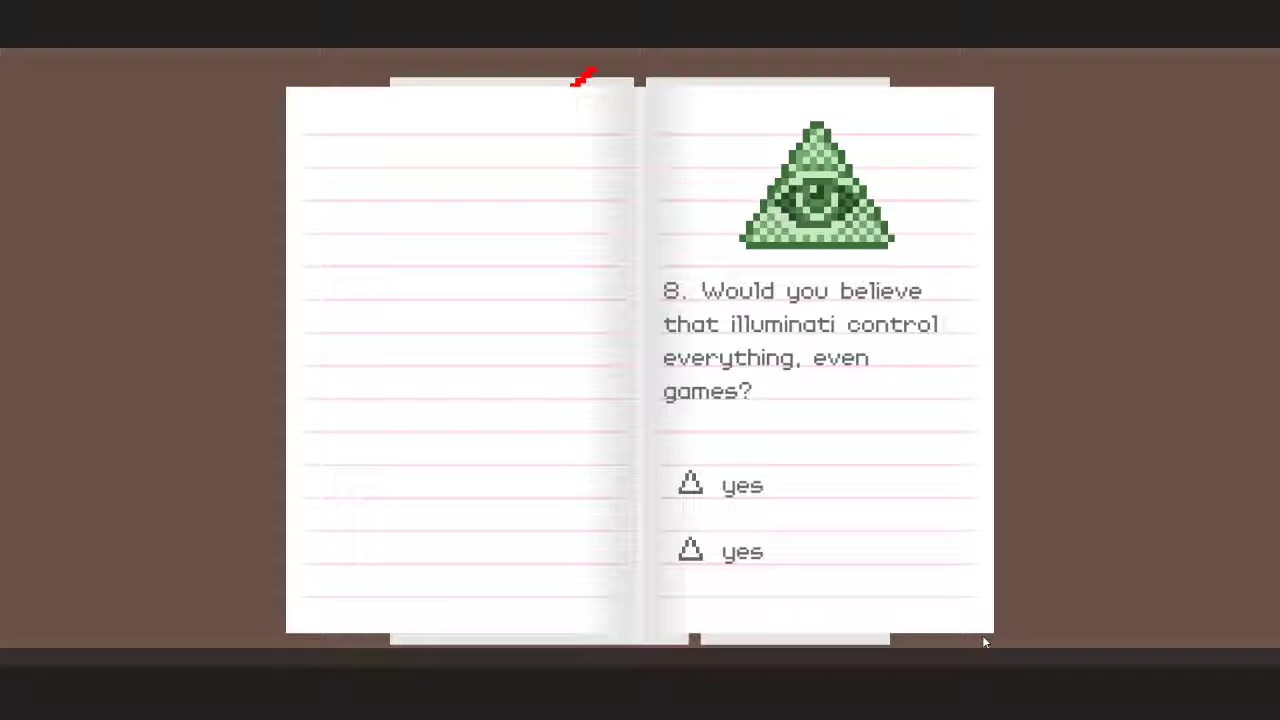 8. Would you believe
that illuminati control
everything, even
games?
yes
yes